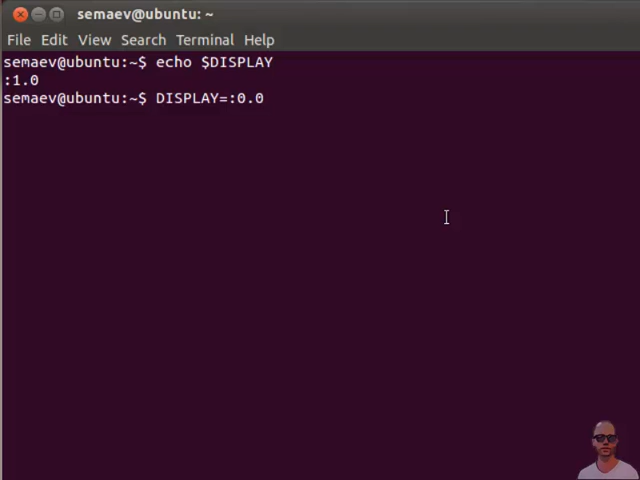 semaev@ubuntu: ~
File Edit View Search Terminal Help
semaev@ubuntu:~$ echo $DISPLAY
:1.0
semaev@ubuntu:~$ DISPLAY=:0.0